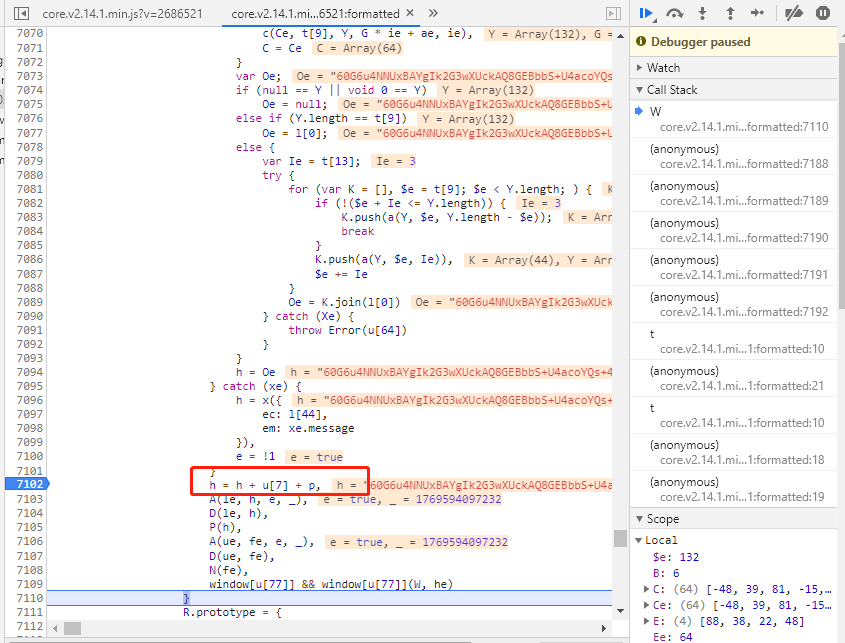 core.v2.14.1.min.js?v=2686521
core.v2.14.1.mi...6521:formatted × »
7070 c(Ce, t[9], Y, G * ie + ae, ie), Y = Array(132), G =
7071 C = Ce C = Array(64)
7072 }
7073 var Oe; Oe = "60G6u4NNUxBAYgIk2G3wXUckAQ8GEBbbS+U4acoYQs
7074 if (null == Y || void 0 == Y) Y = Array(132)
7075 Oe = null; Oe = "60G6u4NNUxBAYgIk2G3wXUckAQ8GEBbbS+U
7076 else if (Y.length == t[9]) Y = Array(132)
7077 Oe = l[0]; Oe = "60G6u4NNUxBAYgIk2G3wXUckAQ8GEBbbS+U
7078 else {
7079 var Ie = t[13]; Ie = 3
7080 try {
7081 for (var K = [], $e = t[9]; $e < Y.length; ) { K
7082 if (!($e + Ie <= Y.length)) { Ie = 3
7083 K.push(a(Y, $e, Y.length - $e)); K = Arr
7084 break
7085 }
7086 K.push(a(Y, $e, Ie)), K = Array(44), Y = Arr
7087 $e += Ie
7088 }
7089 Oe = K.join(l[0]) Oe = "60G6u4NNUxBAYgIk2G3wXUck
7090 } catch (Xe) {
7091 throw Error(u[64])
7092 }
7093 }
7094 h = Oe h = "60G6u4NNUxBAYgIk2G3wXUckAQ8GEBbbS+U4acoYQs+4
7095 } catch (xe) {
7096 h = x({ h = "60G6u4NNUxBAYgIk2G3wXUckAQ8GEBbbS+U4acoYQs+
7097 ec: l[44],
7098 em: xe.message
7099 }),
7100 e = !1 e = true
7101 }
7102 h = h + u[7] + p, h = "60G6u4NNUxBAYgIk2G3wXUckAQ8GEBbbS+U4a
7103 A(le, h, e, _), e = true, _ = 1769594097232
7104 D(le, h),
7105 P(h),
7106 A(ue, fe, e, _), e = true, _ = 1769594097232
7107 D(ue, fe),
7108 N(fe),
7109 window[u[77]] && window[u[77]](W, he)
7110 }
7111 R.prototype = {
7112
Debugger paused
Watch
Call Stack
W
core.v2.14.1.mi...formatted:7110
(anonymous)
core.v2.14.1.mi...formatted:7188
(anonymous)
core.v2.14.1.mi...formatted:7189
(anonymous)
core.v2.14.1.mi...formatted:7190
(anonymous)
core.v2.14.1.mi...formatted:7191
(anonymous)
core.v2.14.1.mi...formatted:7192
t
core.v2.14.1.mi...1:formatted:10
(anonymous)
core.v2.14.1.mi...1:formatted:21
t
core.v2.14.1.mi...1:formatted:10
(anonymous)
core.v2.14.1.mi...1:formatted:18
(anonymous)
core.v2.14.1.mi...1:formatted:19
Scope
Local
$e: 132
B: 6
C: (64) [-48, 39, 81, -15,…
Ce: (64) [-48, 39, 81, -15…
E: (4) [88, 38, 22, 48]
Ee: 64